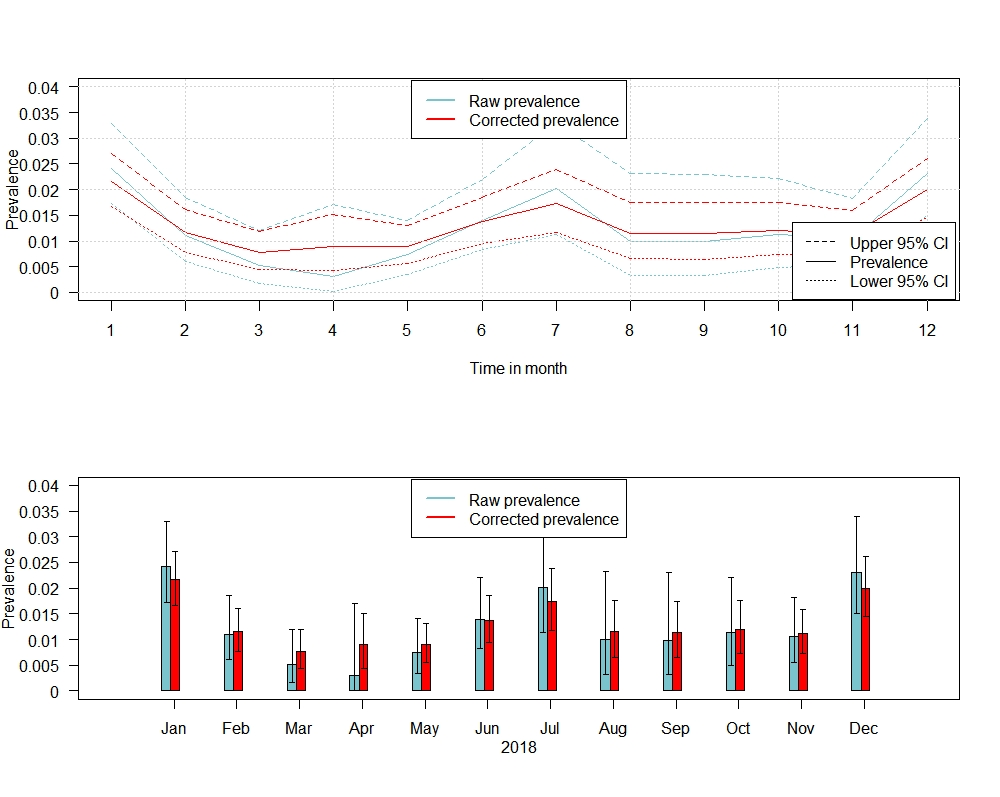 0.04
0.035
0.03
0.025
0.02
0.015
0.01
0.005
0
Prevalence
Raw prevalence
Corrected prevalence
Upper 95% CI
Prevalence
Lower 95% CI
1 2 3 4 5 6 7 8 9 10 11 12
Time in month
0.04
0.035
0.03
0.025
0.02
0.015
0.01
0.005
0
Prevalence
Raw prevalence
Corrected prevalence
Jan Feb Mar Apr May Jun Jul Aug Sep Oct Nov Dec
2018